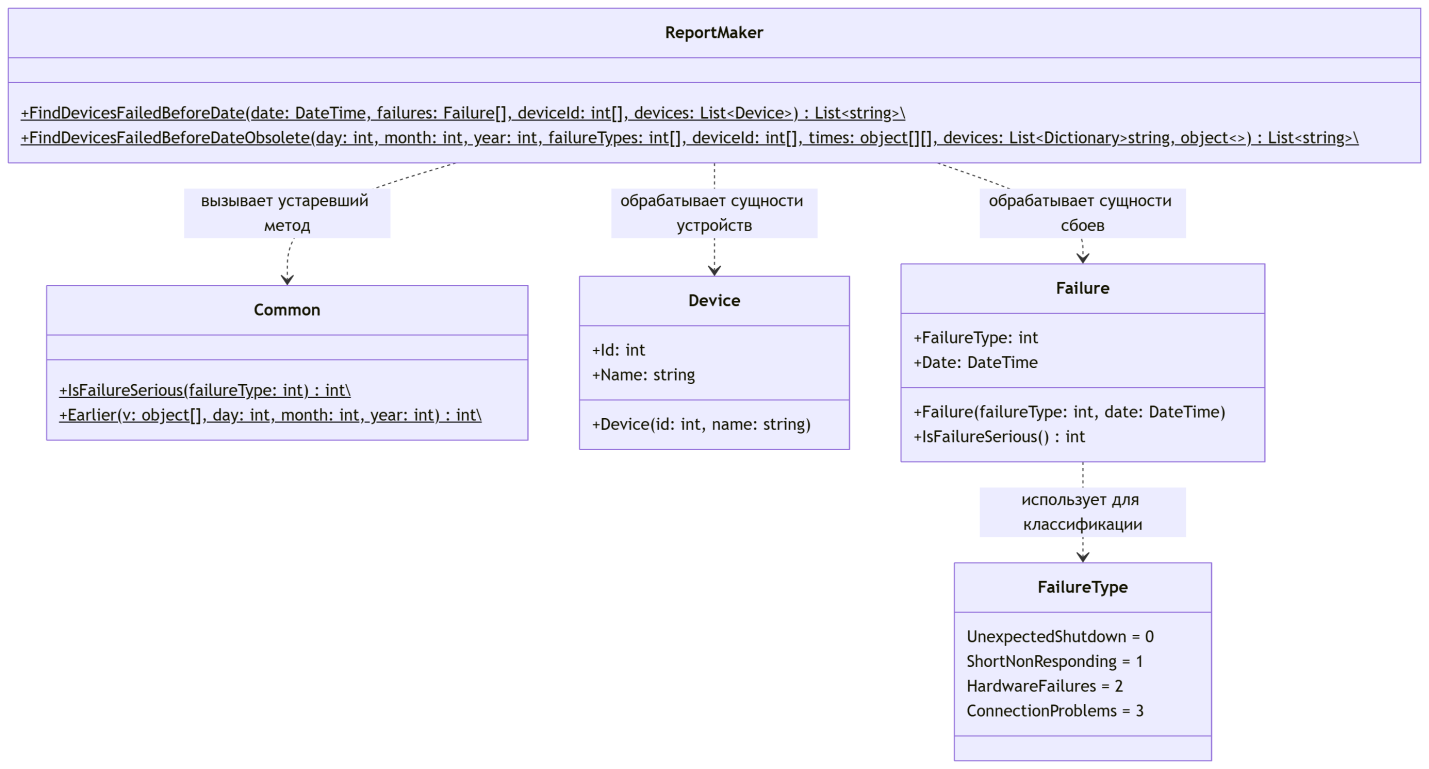 ReportMaker
+FindDevicesFailedBeforeDate(date: DateTime, failures: Failure[], deviceId: int[], devices: List<Device>) : List<string>\
+FindDevicesFailedBeforeDateObsolete(day: int, month: int, year: int, failureTypes: int[], deviceId: int[], times: object[][], devices: List<Dictionary>string, object<>) : List<string>\
вызывает устаревший
метод
обрабатывает сущности
устройств
обрабатывает сущности
сбоев
Common
+IsFailureSerious(failureType: int) : int\
+Earlier(v: object[], day: int, month: int, year: int) : int\
Device
+Id: int
+Name: string
+Device(id: int, name: string)
Failure
+FailureType: int
+Date: DateTime
+Failure(failureType: int, date: DateTime)
+IsFailureSerious() : int
использует для
классификации
FailureType
UnexpectedShutdown = 0
ShortNonResponding = 1
HardwareFailures = 2
ConnectionProblems = 3